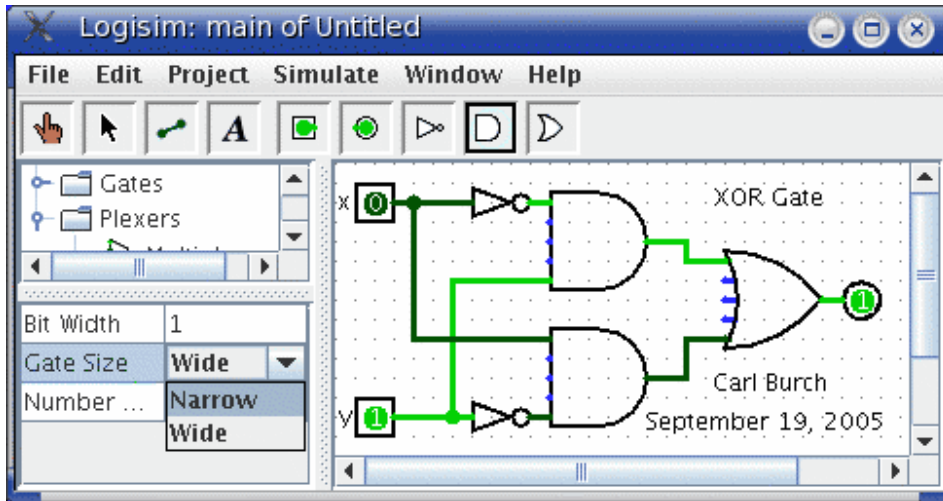 Logisim: main of Untitled
File Edit Project Simulate Window Help
A
Gates
Plexers
x 0
XOR Gate
1
Bit Width 1
Gate Size Wide
Number ... Narrow
Wide
y 1
Carl Burch
September 19, 2005